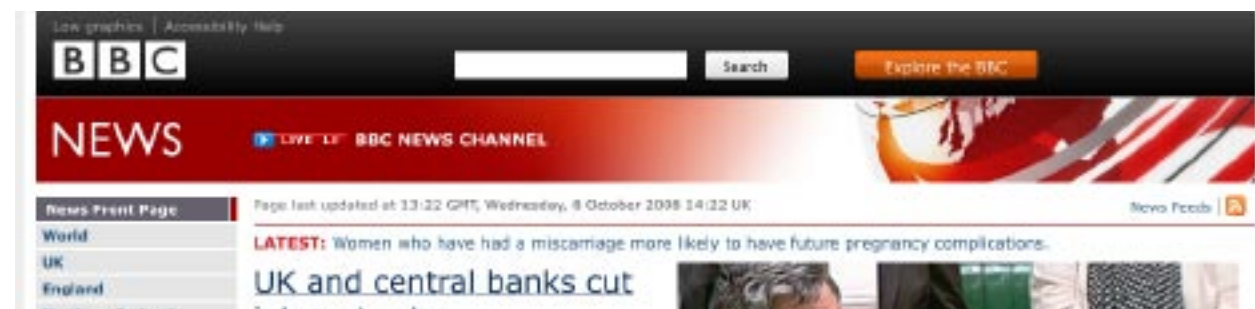 Low graphics | Accessibility Help
BBC
Search
Explore the BBC
NEWS
LIVE
BBC NEWS CHANNEL
News Front Page
Page last updated at 13:22 GMT, Wednesday, 8 October 2008 14:22 UK
News Feeds |
World
LATEST: Women who have had a miscarriage more likely to have future pregnancy complications.
UK
UK and central banks cut
England